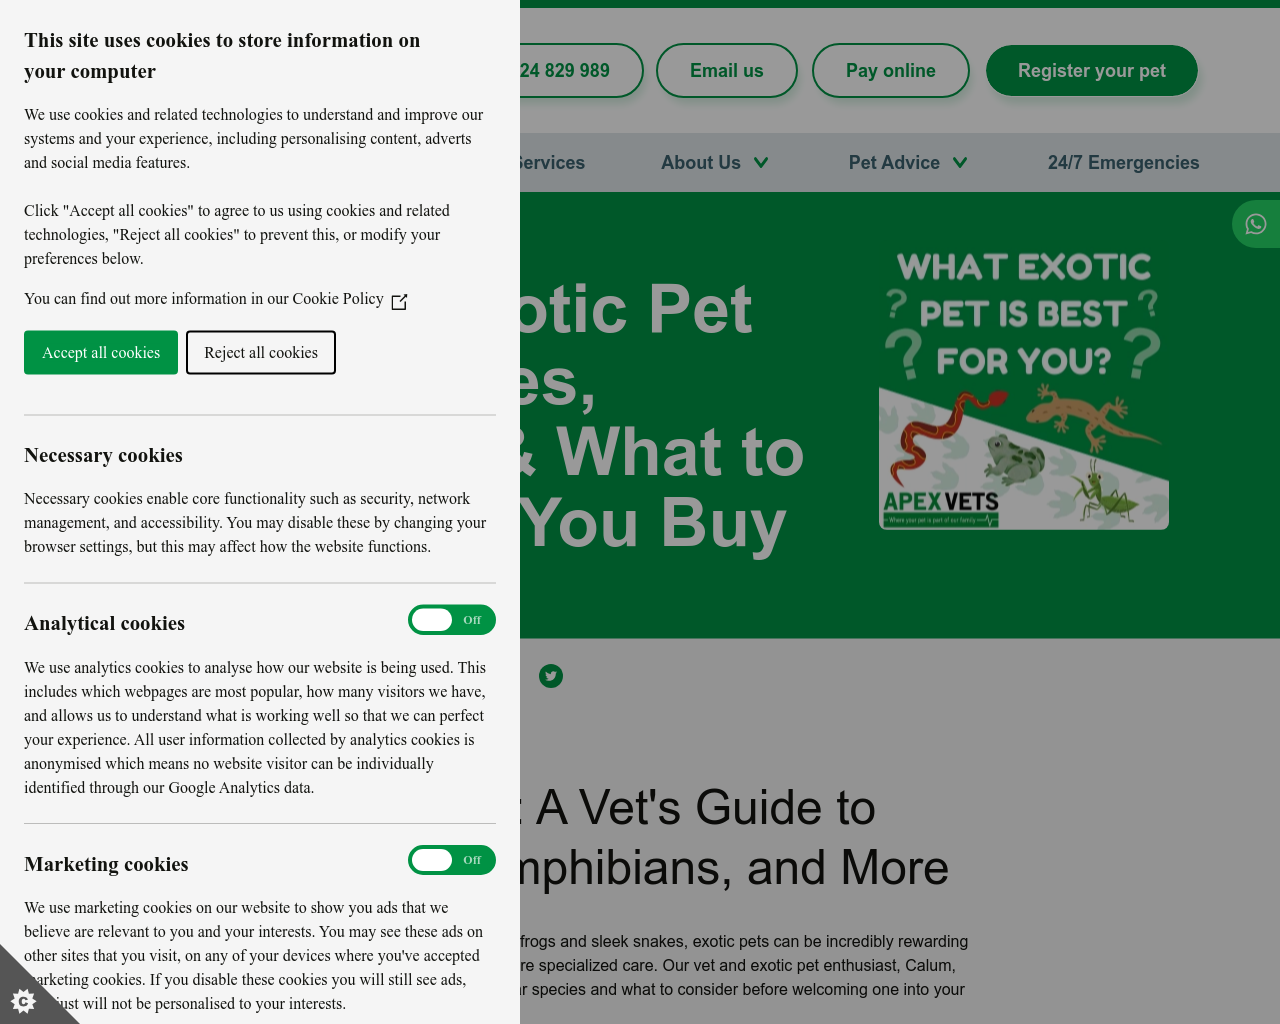 This site uses cookies to store information on
your computer
We use cookies and related technologies to understand and improve our
systems and your experience, including personalising content, adverts
and social media features.
Click "Accept all cookies" to agree to us using cookies and related
technologies, "Reject all cookies" to prevent this, or modify your
preferences below.
You can find out more information in our Cookie Policy
Accept all cookies
Reject all cookies
Necessary cookies
Necessary cookies enable core functionality such as security, network
management, and accessibility. You may disable these by changing your
browser settings, but this may affect how the website functions.
Analytical cookies
Off
We use analytics cookies to analyse how our website is being used. This
includes which webpages are most popular, how many visitors we have,
and allows us to understand what is working well so that we can perfect
your experience. All user information collected by analytics cookies is
anonymised which means no website visitor can be individually
identified through our Google Analytics data.
Marketing cookies
Off
We use marketing cookies on our website to show you ads that we
believe are relevant to you and your interests. You may see these ads on
other sites that you visit, on any of your devices where you've accepted
marketing cookies. If you disable these cookies you will still see ads,
just will not be personalised to your interests.
24 829 989
Email us
Pay online
Register your pet
Services
About Us
Pet Advice
24/7 Emergencies
otic Pet
es,
& What to
You Buy
WHAT EXOTIC
? PET IS BEST ?
? FOR YOU? ?
APEX VETS
Where your pet is part of our family
: A Vet's Guide to
mphibians, and More
frogs and sleek snakes, exotic pets can be incredibly rewarding
re specialized care. Our vet and exotic pet enthusiast, Calum,
ar species and what to consider before welcoming one into your